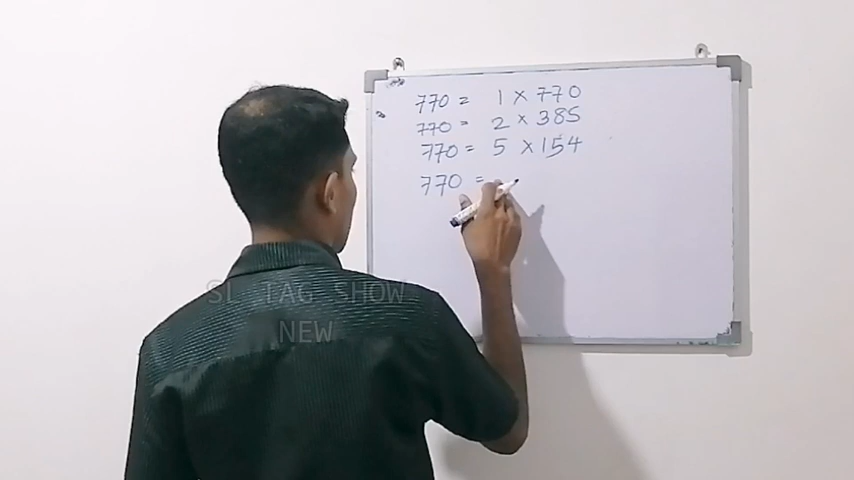 770 = 1 × 770
770 = 2 × 385
770 = 5 × 154
770 =
SL TAG SHOW
NEW